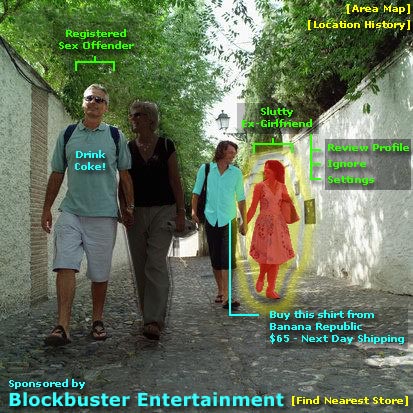 [Area Map]
[Location History]
Registered
Sex Offender
Slutty
Ex-Girlfriend
Review Profile
Ignore
Settings
Drink
Coke!
Buy this shirt from
Banana Republic
$65 - Next Day Shipping
Sponsored by
Blockbuster Entertainment [Find Nearest Store]